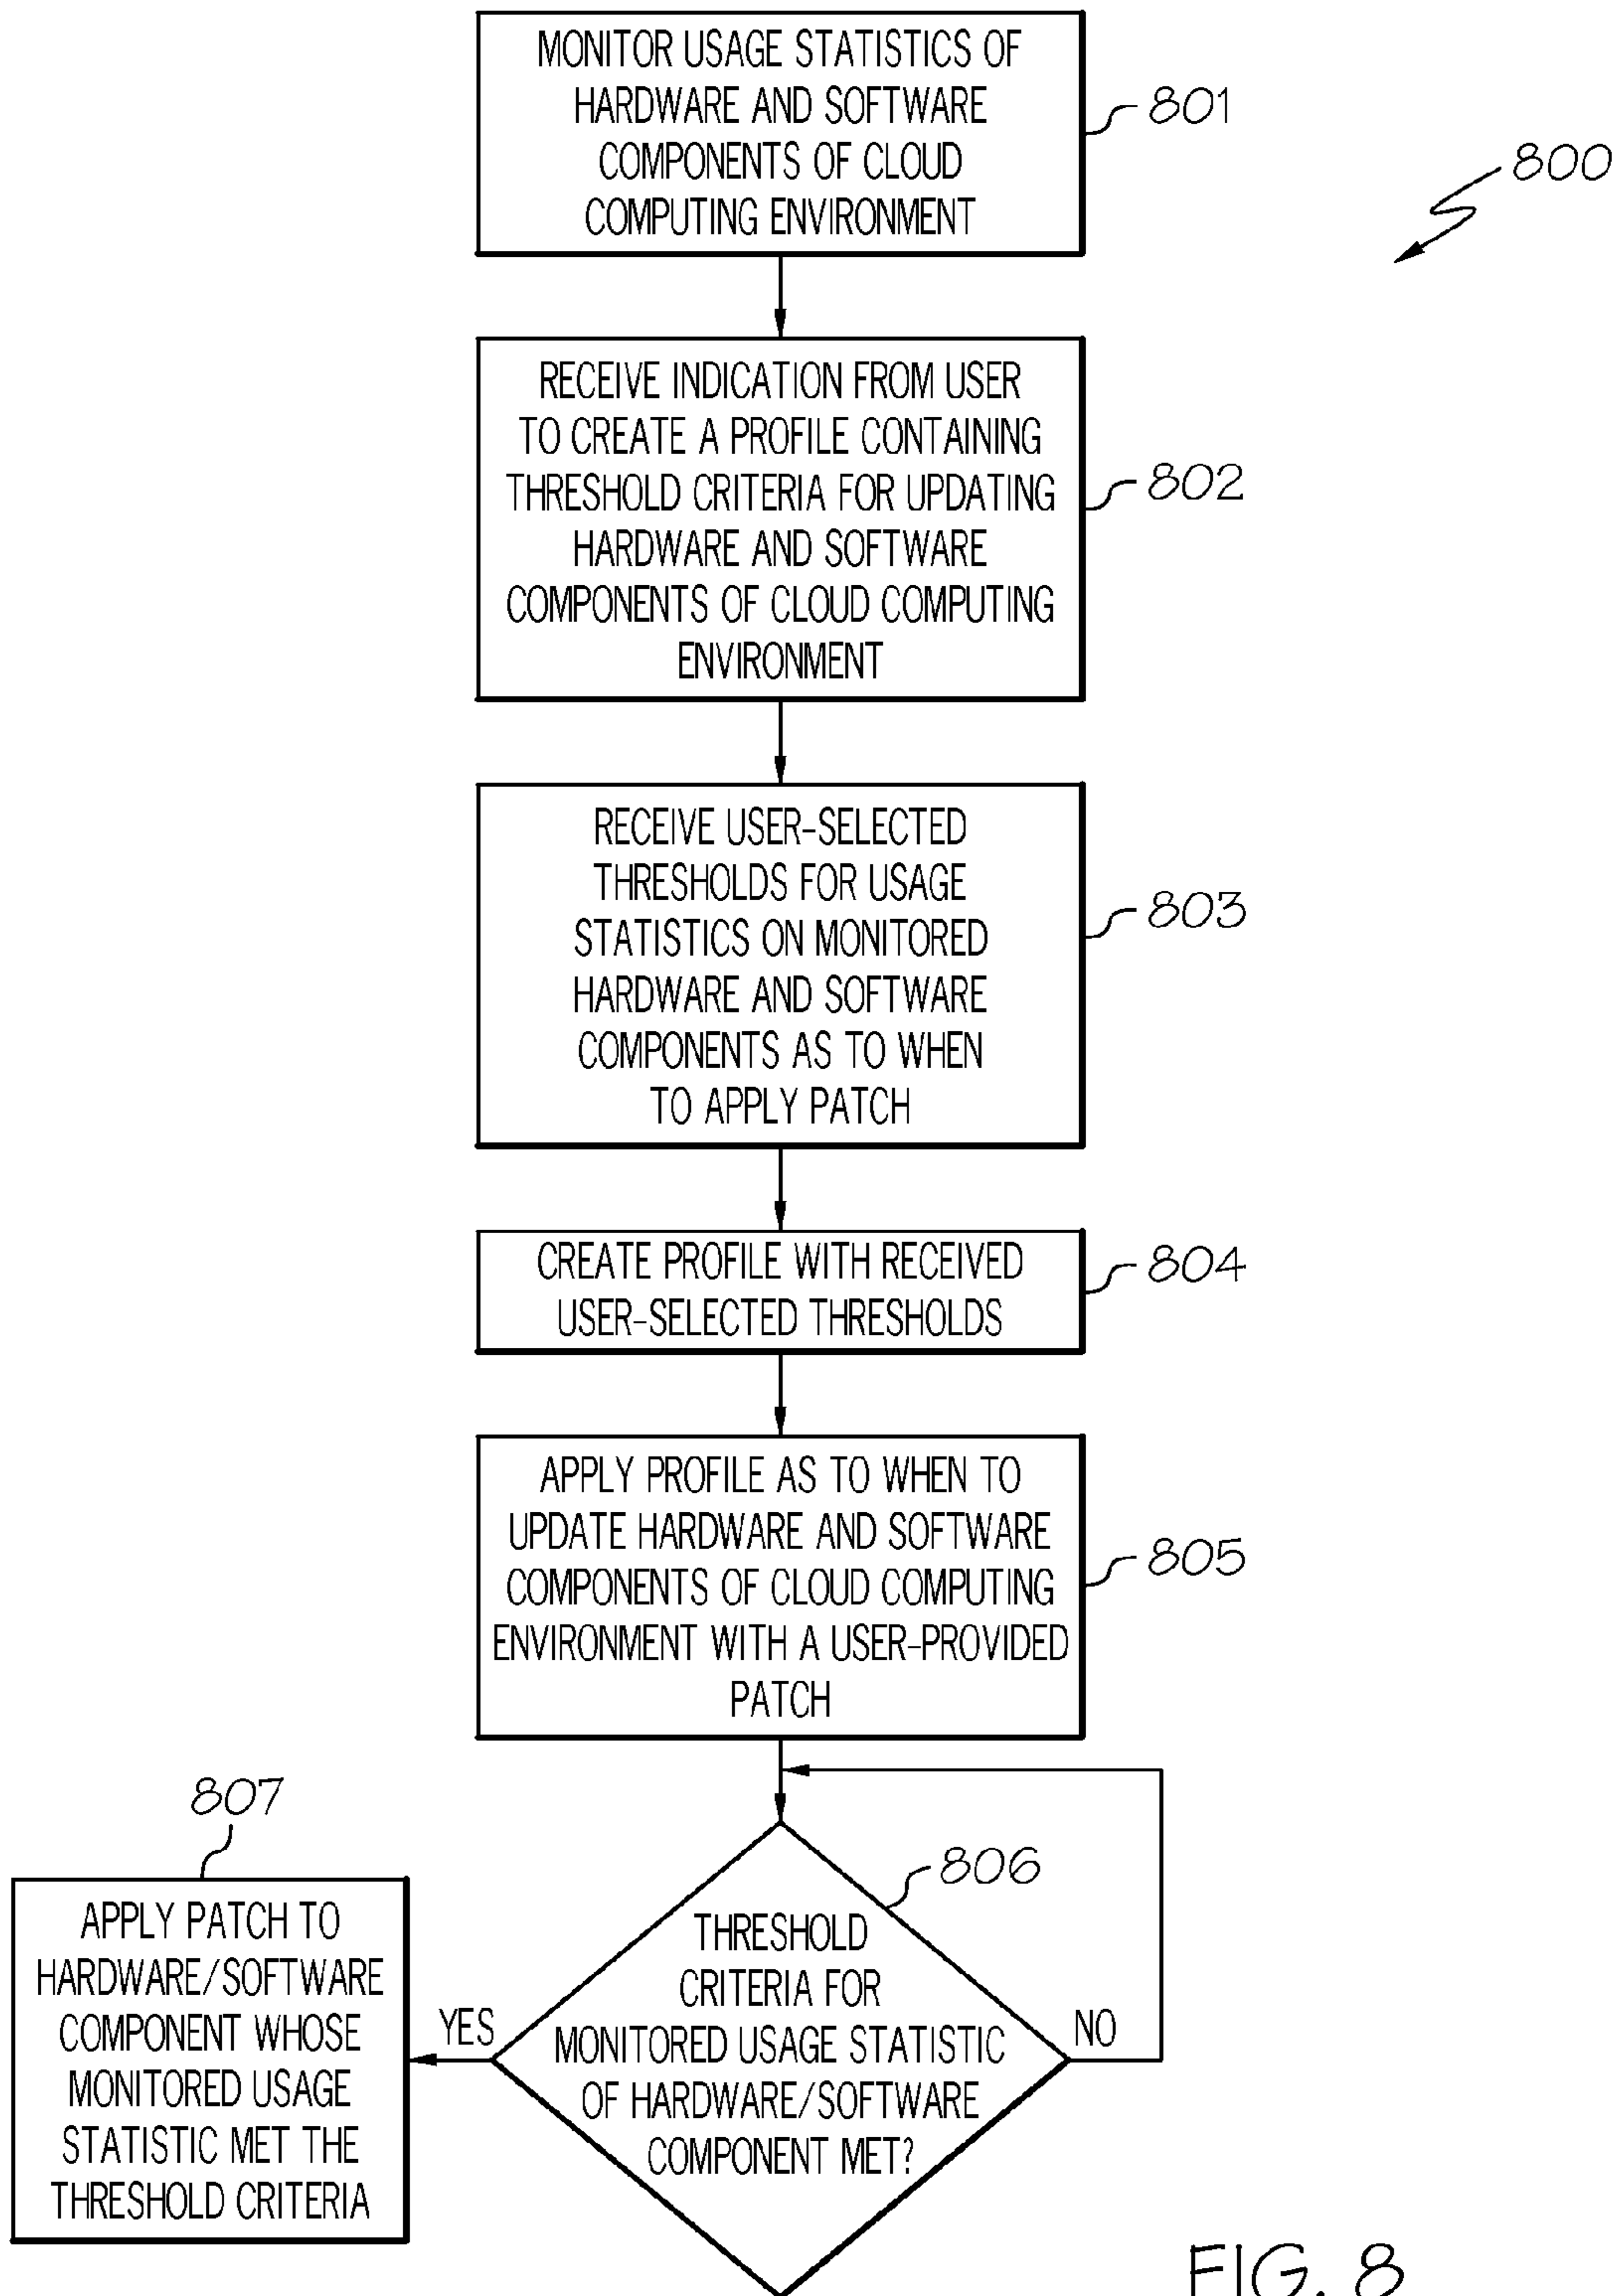 MONITOR USAGE STATISTICS OF
HARDWARE AND SOFTWARE
COMPONENTS OF CLOUD
COMPUTING ENVIRONMENT
801
800
RECEIVE INDICATION FROM USER
TO CREATE A PROFILE CONTAINING
THRESHOLD CRITERIA FOR UPDATING
HARDWARE AND SOFTWARE
COMPONENTS OF CLOUD COMPUTING
ENVIRONMENT
802
RECEIVE USER-SELECTED
THRESHOLDS FOR USAGE
STATISTICS ON MONITORED
HARDWARE AND SOFTWARE
COMPONENTS AS TO WHEN
TO APPLY PATCH
803
CREATE PROFILE WITH RECEIVED
USER-SELECTED THRESHOLDS
804
APPLY PROFILE AS TO WHEN TO
UPDATE HARDWARE AND SOFTWARE
COMPONENTS OF CLOUD COMPUTING
ENVIRONMENT WITH A USER-PROVIDED
PATCH
805
806
THRESHOLD
CRITERIA FOR
MONITORED USAGE STATISTIC
OF HARDWARE/SOFTWARE
COMPONENT MET?
NO
YES
807
APPLY PATCH TO
HARDWARE/SOFTWARE
COMPONENT WHOSE
MONITORED USAGE
STATISTIC MET THE
THRESHOLD CRITERIA
FIG. 8